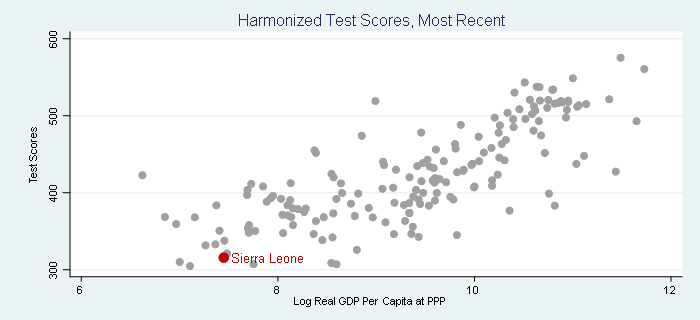 Harmonized Test Scores, Most Recent
600
500
400
300
Test Scores
Sierra Leone
6 8 10 12
Log Real GDP Per Capita at PPP